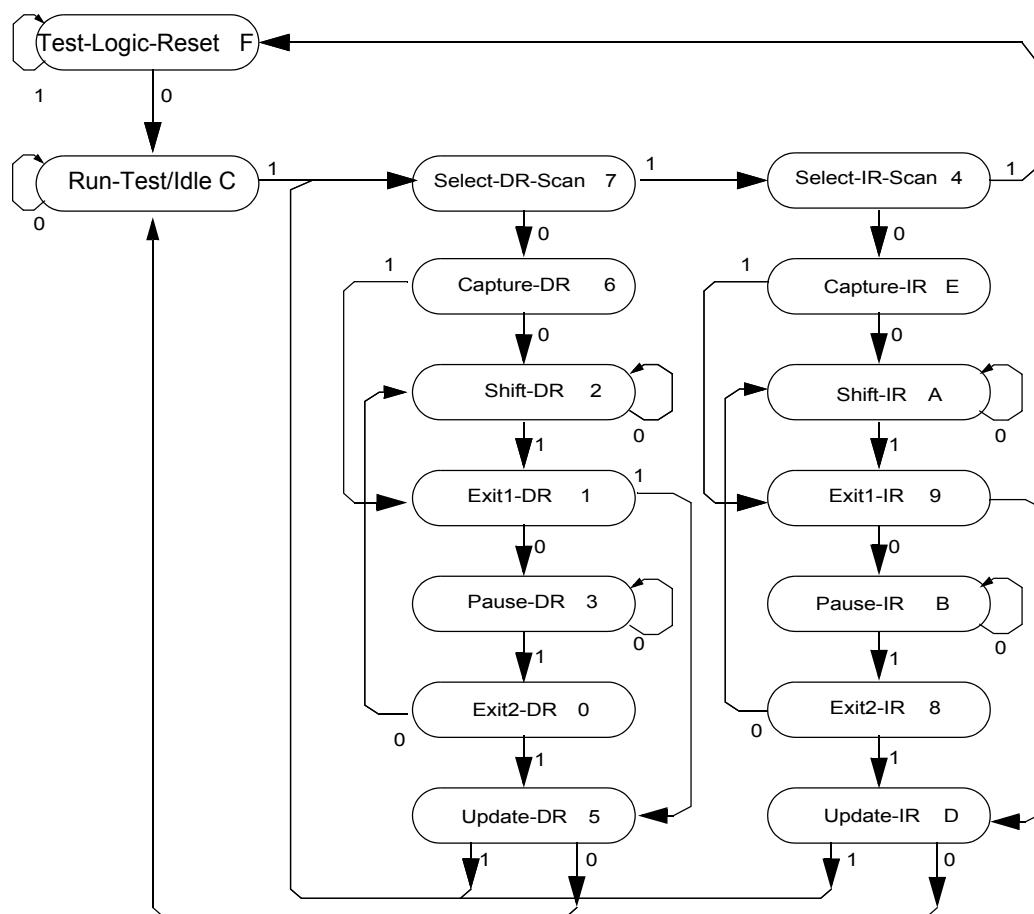 Test-Logic-Reset F
1 0
Run-Test/Idle C
0
1
Select-DR-Scan 7
1
Select-IR-Scan 4
1
0
0
1
Capture-DR 6
1
Capture-IR E
0
0
Shift-DR 2
0
Shift-IR A
0
1
1
Exit1-DR 1
1
Exit1-IR 9
0
0
Pause-DR 3
0
Pause-IR B
0
1
1
Exit2-DR 0
0
Exit2-IR 8
0
1
1
Update-DR 5
Update-IR D
1 0
1 0